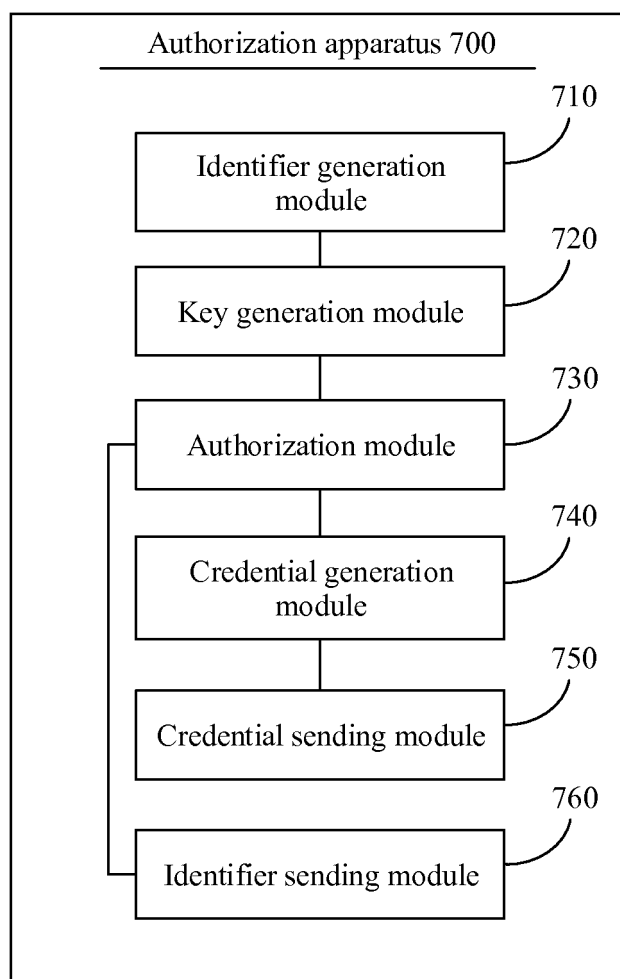 Authorization apparatus 700
710
Identifier generation
module
720
Key generation module
730
Authorization module
740
Credential generation
module
750
Credential sending module
760
Identifier sending module